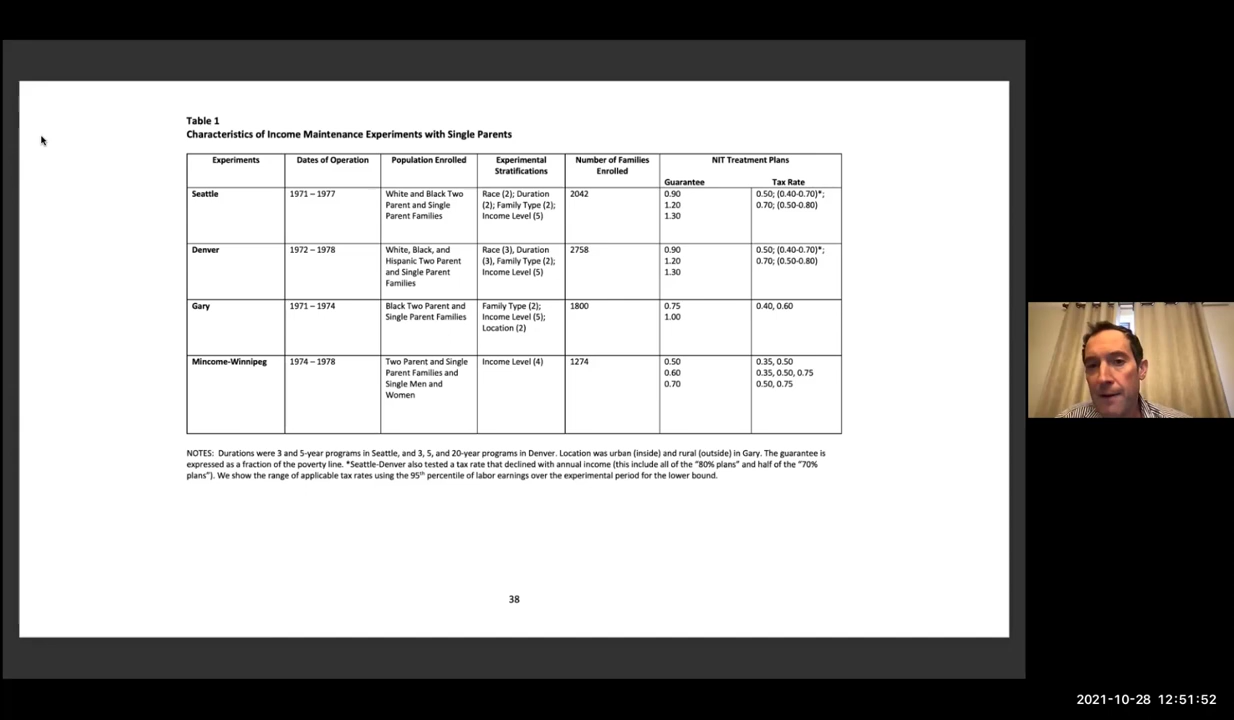 Table 1
Characteristics of Income Maintenance Experiments with Single Parents
Experiments Dates of Operation Population Enrolled Experimental Stratifications Number of Families Enrolled NIT Treatment Plans
Guarantee Tax Rate
Seattle 1971 – 1977 White and Black Two Race (2); Duration 2042 0.90 0.50; (0.40-0.70)*;
Parent and Single (2); Family Type (2); 1.20 0.70; (0.50-0.80)
Parent Families Income Level (5) 1.30
Denver 1972 – 1978 White, Black, and Race (3), Duration 2758 0.90 0.50; (0.40-0.70)*;
Hispanic Two Parent (3), Family Type (2); 1.20 0.70; (0.50-0.80)
and Single Parent Income Level (5) 1.30
Families
Gary 1971 – 1974 Black Two Parent and Family Type (2); 1800 0.75 0.40, 0.60
Single Parent Families Income Level (5); 1.00
Location (2)
Mincome-Winnipeg 1974 – 1978 Two Parent and Single Income Level (4) 1274 0.50 0.35, 0.50
Parent Families and 0.60 0.35, 0.50, 0.75
Single Men and 0.70 0.50, 0.75
Women
NOTES: Durations were 3 and 5-year programs in Seattle, and 3, 5, and 20-year programs in Denver. Location was urban (inside) and rural (outside) in Gary. The guarantee is
expressed as a fraction of the poverty line. *Seattle-Denver also tested a tax rate that declined with annual income (this include all of the "80% plans" and half of the "70%
plans"). We show the range of applicable tax rates using the 95th percentile of labor earnings over the experimental period for the lower bound.
38
2021-10-28 12:51:52